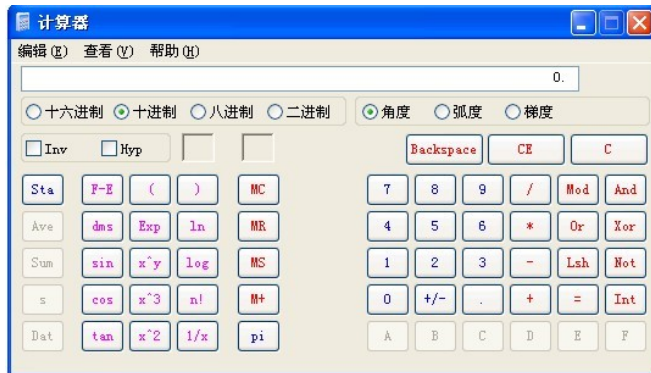 计算器
编辑(E) 查看(V) 帮助(H)
0.
十六进制 十进制 八进制 二进制 角度 弧度 梯度
Inv Hyp Backspace CE C
Sta F-E ( ) MC 7 8 9 / Mod And
Ave dms Exp ln MR 4 5 6 * Or Xor
Sum sin x^y log MS 1 2 3 - Lsh Not
s cos x^3 n! M+ 0 +/- . + = Int
Dat tan x^2 1/x pi A B C D E F